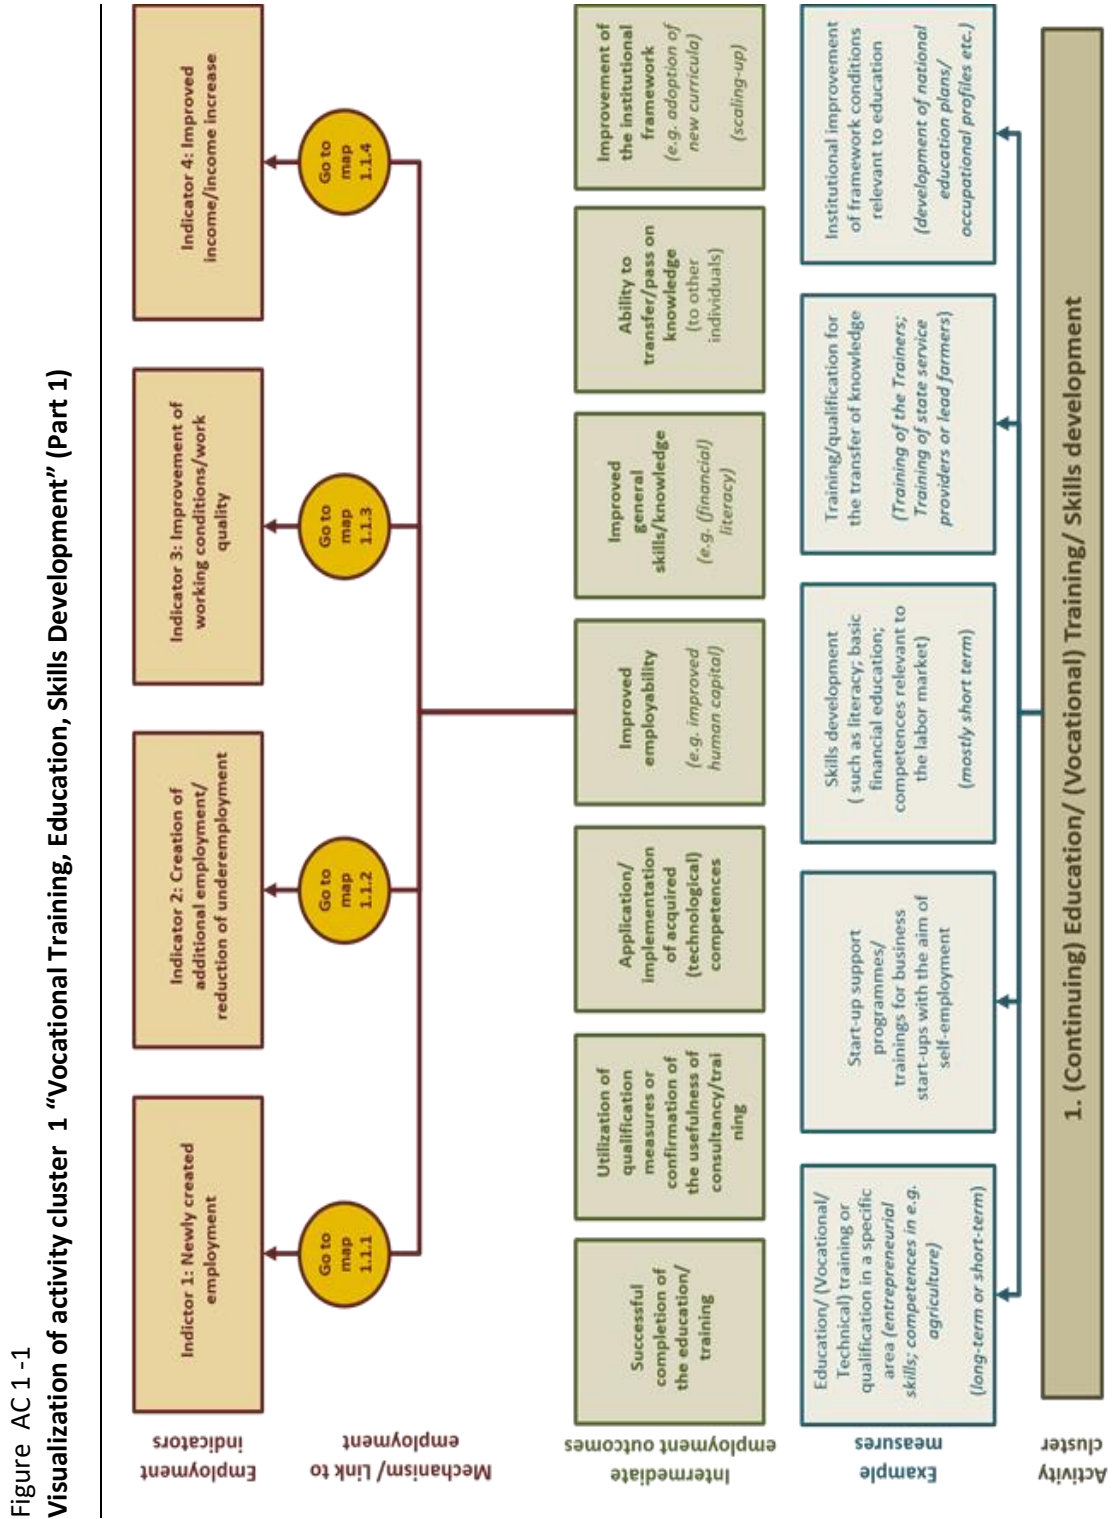 Figure AC 1 -1
Visualization of activity cluster 1 “Vocational Training, Education, Skills Development” (Part 1)
Employment
indicators
Indictor 1: Newly created
employment
Indicator 2: Creation of
additional employment/
reduction of underemployment
Indicator 3: Improvement of
working conditions/work
quality
Indicator 4: Improved
income/income increase
Mechanism/ Link to
employment
Go to
map
1.1.1
Go to
map
1.1.2
Go to
map
1.1.3
Go to
map
1.1.4
Intermediate
employment outcomes
Successful
completion of
the education/
training
Utilization of
qualification
measures or
confirmation of
the usefulness of
consultancy/trai
ning
Application/
implementation
of acquired
(technological)
competences
Improved
employability
(e.g. improved
human capital)
Improved
general
skills/knowledge
(e.g. (financial)
literacy)
Ability to
transfer/pass on
knowledge
(to other
individuals)
Improvement of
the institutional
framework
(e.g. adoption of
new curricula)
(scaling-up)
Example
measures
Education/ (Vocational/
Technical) training or
qualification in a specific
area (entrepreneurial
skills; competences in e.g.
agriculture)
(long-term or short-term)
Start-up support
programmes/
trainings for business
start-ups with the aim of
self-employment
Skills development
( such as literacy; basic
financial education;
competences relevant to
the labor market)
(mostly short term)
Training/qualification for
the transfer of knowledge
(Training of the Trainers;
Training of state service
providers or lead farmers)
Institutional improvement
of framework conditions
relevant to education
(development of national
education plans/
occupational profiles etc.)
Activity
cluster
1. (Continuing) Education/ (Vocational) Training/ Skills development